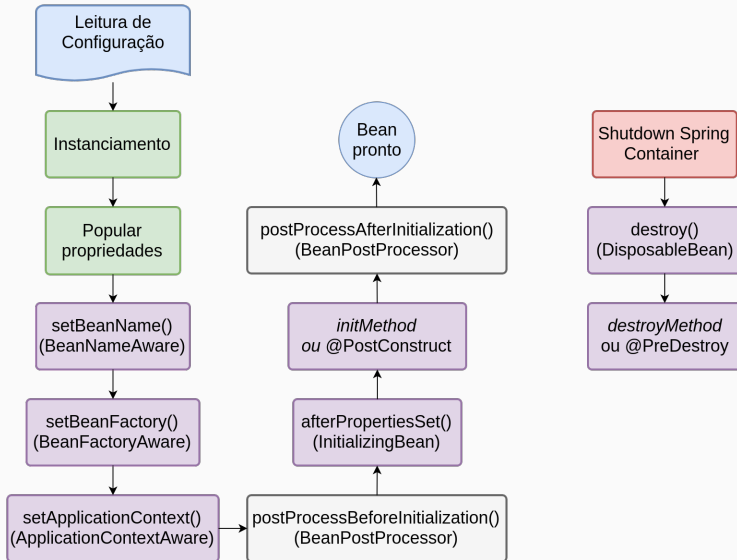 Leitura de
Configuração
Instanciamento
Popular
propriedades
setBeanName()
(BeanNameAware)
setBeanFactory()
(BeanFactoryAware)
setApplicationContext()
(ApplicationContextAware)
postProcessBeforeInitialization()
(BeanPostProcessor)
afterPropertiesSet()
(InitializingBean)
initMethod
ou @PostConstruct
postProcessAfterInitialization()
(BeanPostProcessor)
Bean
pronto
Shutdown Spring
Container
destroy()
(DisposableBean)
destroyMethod
ou @PreDestroy